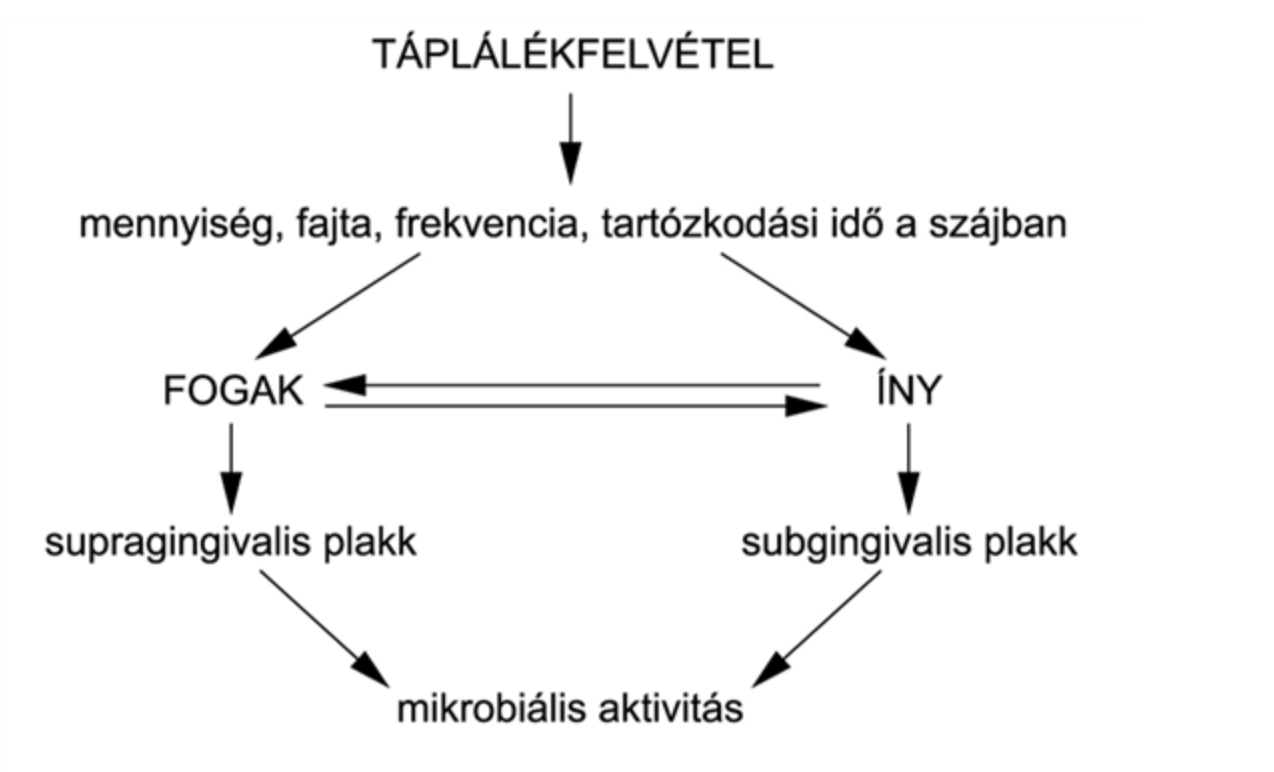 TÁPLÁLÉKFELVÉTEL
mennyiség, fajta, frekvencia, tartózkodási idő a szájban
FOGAK
ÍNY
supragingivalis plakk
subgingivalis plakk
mikrobiális aktivitás